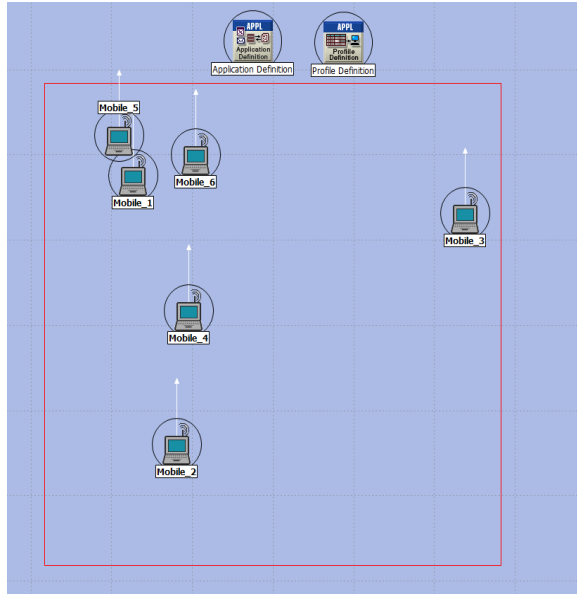 APPL
Application
Definition
Application Definition
APPL
Profile
Definition
Profile Definition
Mobile_5
Mobile_1
Mobile_6
Mobile_3
Mobile_4
Mobile_2